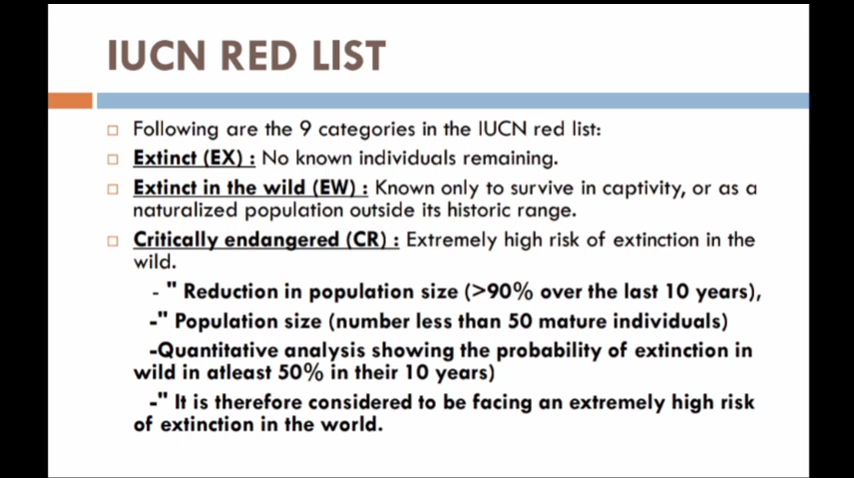 IUCN RED LIST
Following are the 9 categories in the IUCN red list:
Extinct (EX) : No known individuals remaining.
Extinct in the wild (EW) : Known only to survive in captivity, or as a
naturalized population outside its historic range.
Critically endangered (CR) : Extremely high risk of extinction in the
wild.
- " Reduction in population size (>90% over the last 10 years),
-" Population size (number less than 50 mature individuals)
-Quantitative analysis showing the probability of extinction in
wild in atleast 50% in their 10 years)
-" It is therefore considered to be facing an extremely high risk
of extinction in the world.